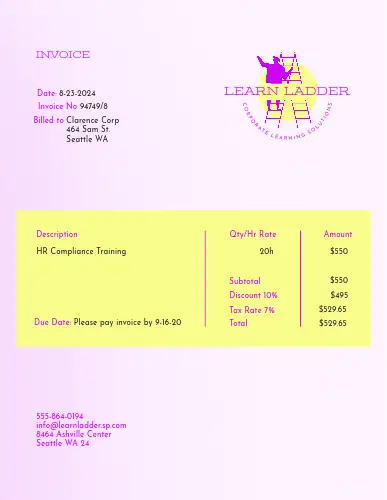 INVOICE
LEARN LADDER
CORPORATE LEARNING SOLUTIONS
Date: 8-23-2024
Invoice No 94749/8
Billed to Clarence Corp
464 Sam St.
Seattle WA
Description Qty/Hr Rate Amount
HR Compliance Training 20h $550
Subtotal $550
Discount 10% $495
Tax Rate 7% $529.65
Due Date: Please pay invoice by 9-16-20 Total $529.65
555-864-0194
info@learnladder.sp.com
8464 Ashville Center
Seattle WA 24